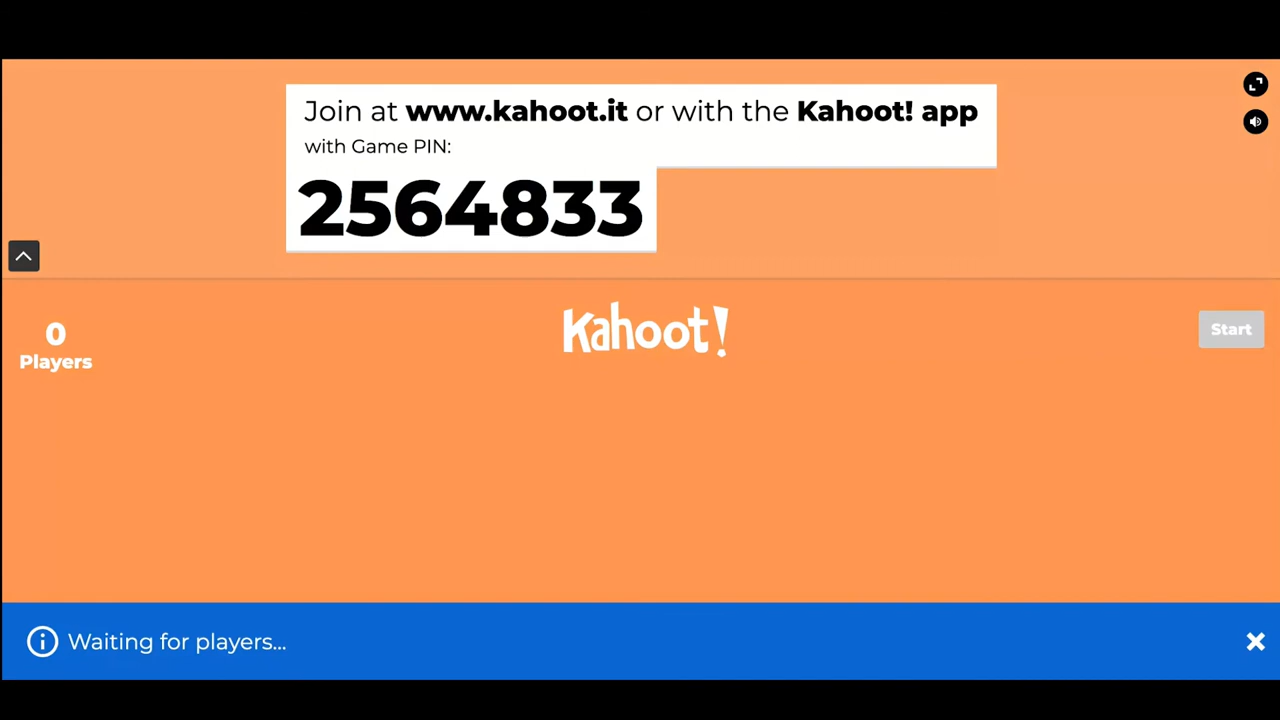 Join at www.kahoot.it or with the Kahoot! app
with Game PIN:
2564833
0
Players
Kahoot!
Start
Waiting for players...